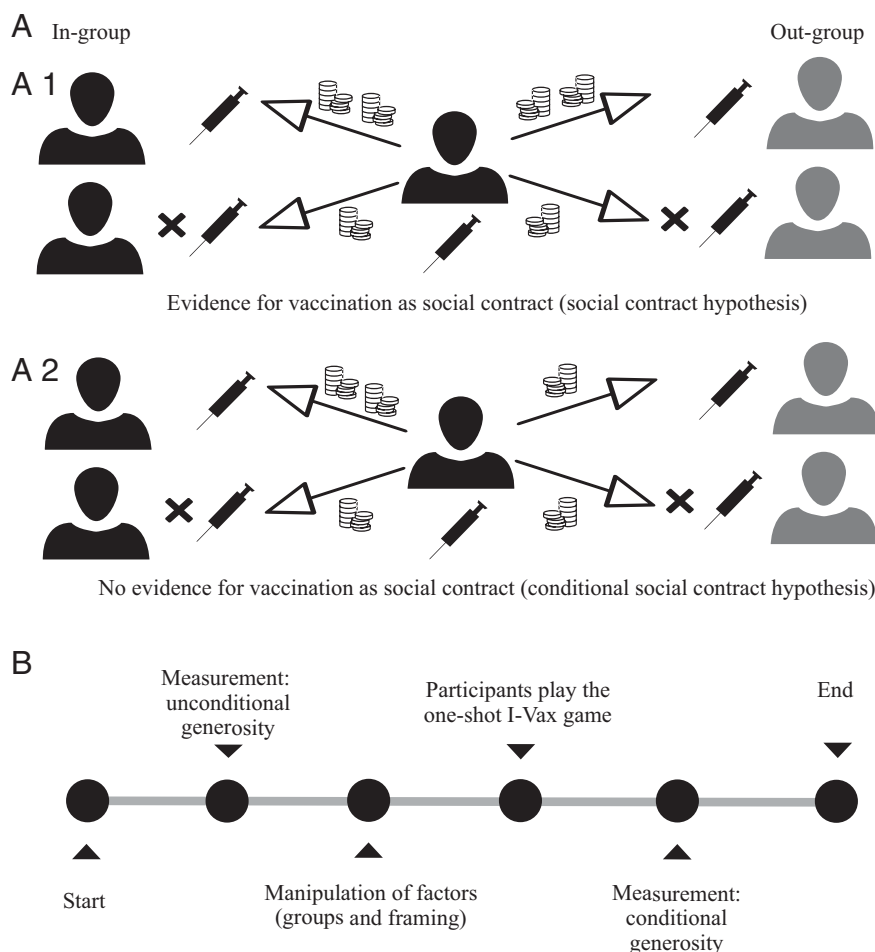 A In-group Out-group
A 1
Evidence for vaccination as social contract (social contract hypothesis)
A 2
No evidence for vaccination as social contract (conditional social contract hypothesis)
B
Measurement:
unconditional
generosity
Participants play the
one-shot I-Vax game
End
Start
Manipulation of factors
(groups and framing)
Measurement:
conditional
generosity